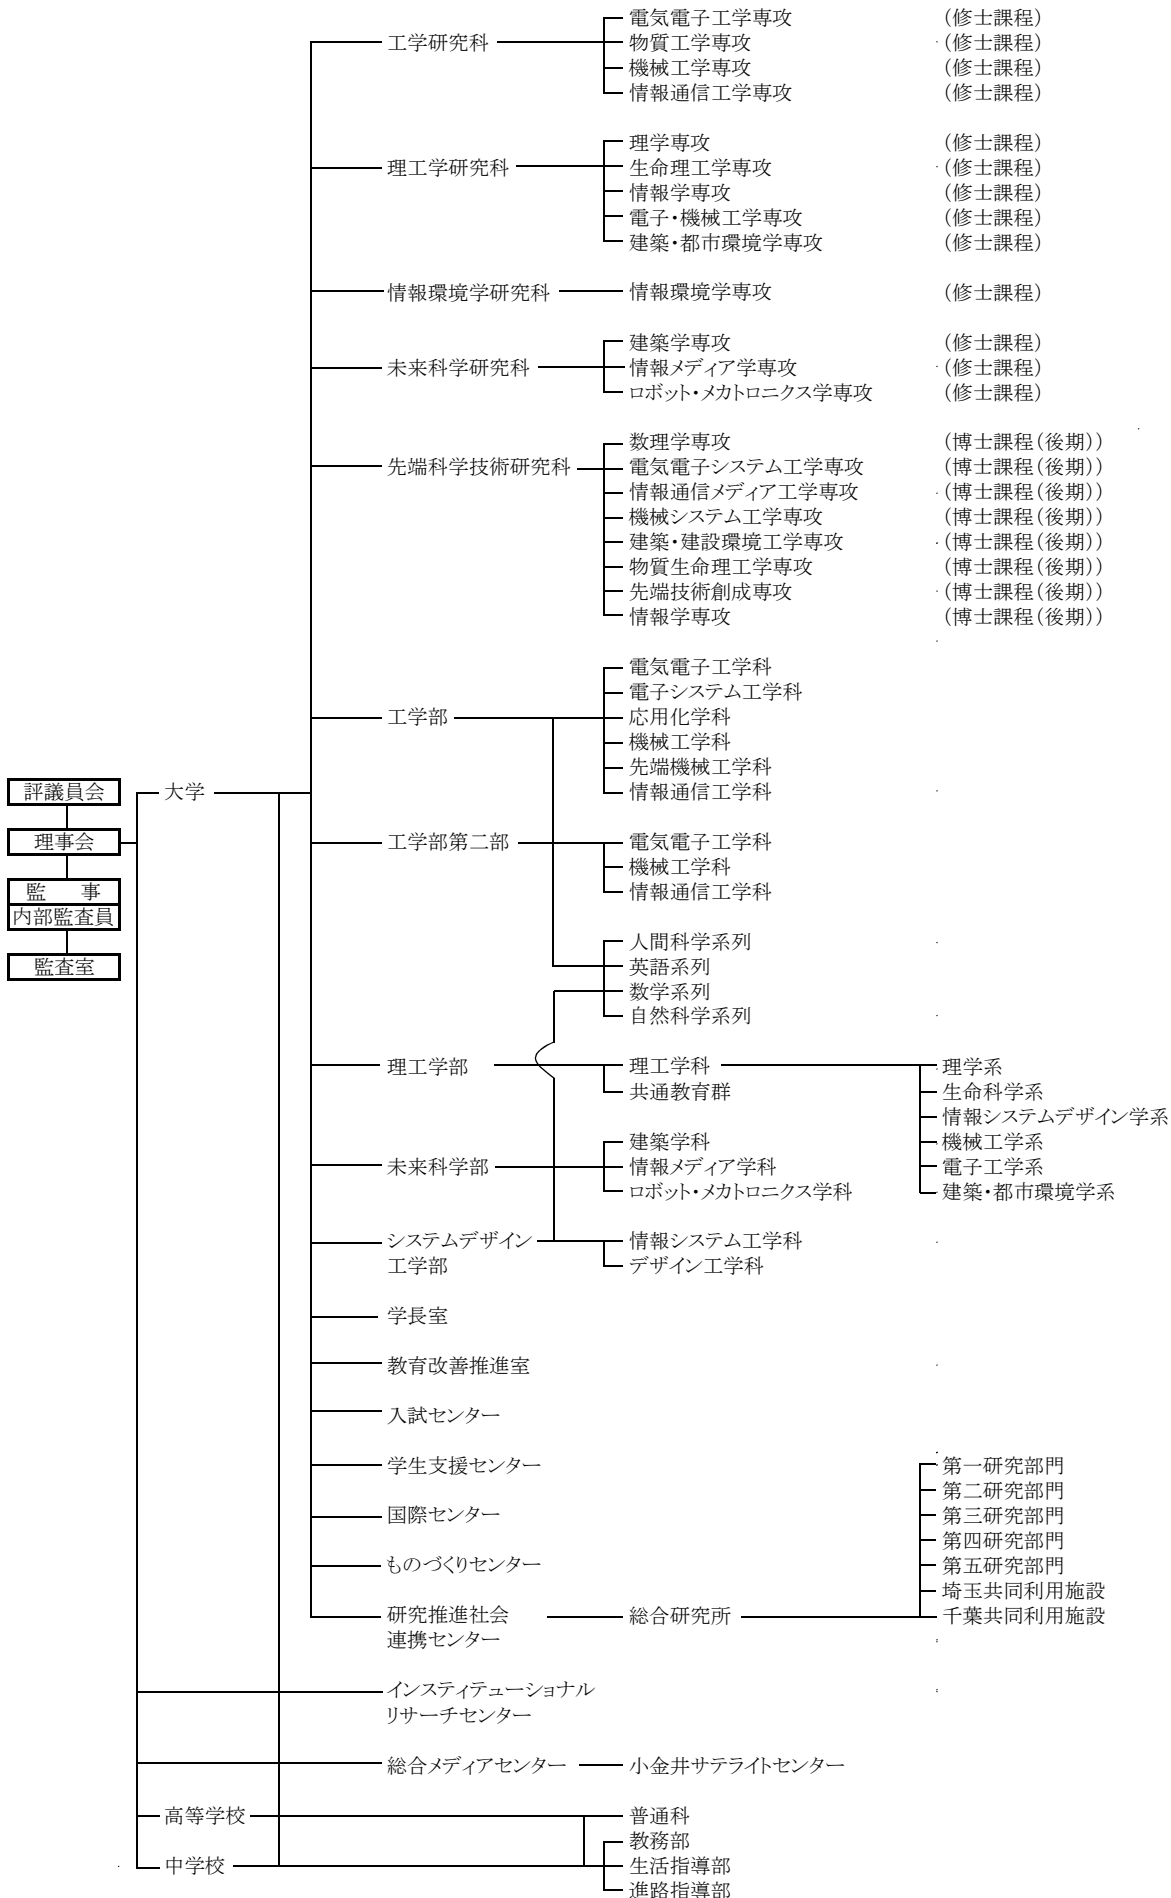 電気電子工学専攻 (修士課程)
工学研究科 物質工学専攻 (修士課程)
機械工学専攻 (修士課程)
情報通信工学専攻 (修士課程)
理学専攻 (修士課程)
理工学研究科 生命理工学専攻 (修士課程)
情報学専攻 (修士課程)
電子・機械工学専攻 (修士課程)
建築・都市環境学専攻 (修士課程)
情報環境学研究科 情報環境学専攻 (修士課程)
建築学専攻 (修士課程)
未来科学研究科 情報メディア学専攻 (修士課程)
ロボット・メカトロニクス学専攻 (修士課程)
数理学専攻 (博士課程(後期))
先端科学技術研究科 電気電子システム工学専攻 (博士課程(後期))
情報通信メディア工学専攻 (博士課程(後期))
機械システム工学専攻 (博士課程(後期))
建築・建設環境工学専攻 (博士課程(後期))
物質生命理工学専攻 (博士課程(後期))
先端技術創成専攻 (博士課程(後期))
情報学専攻 (博士課程(後期))
電気電子工学科
電子システム工学科
工学部 応用化学科
機械工学科
先端機械工学科
評議員会 大学 情報通信工学科
理事会 工学部第二部 電気電子工学科
機械工学科
監 事 情報通信工学科
内部監査員
人間科学系列
監査室 英語系列
数学系列
自然科学系列
理工学部 理工学科 理学系
共通教育群 生命科学系
情報システムデザイン学系
建築学科 機械工学系
未来科学部 情報メディア学科 電子工学系
ロボット・メカトロニクス学科 建築・都市環境学系
システムデザイン 情報システム工学科
工学部 デザイン工学科
学長室
教育改善推進室
入試センター
学生支援センター 第一研究部門
第二研究部門
国際センター 第三研究部門
第四研究部門
ものづくりセンター 第五研究部門
埼玉共同利用施設
研究推進社会 総合研究所 千葉共同利用施設
連携センター
インスティテューショナル
リサーチセンター
総合メディアセンター 小金井サテライトセンター
高等学校 普通科
教務部
中学校 生活指導部
進路指導部